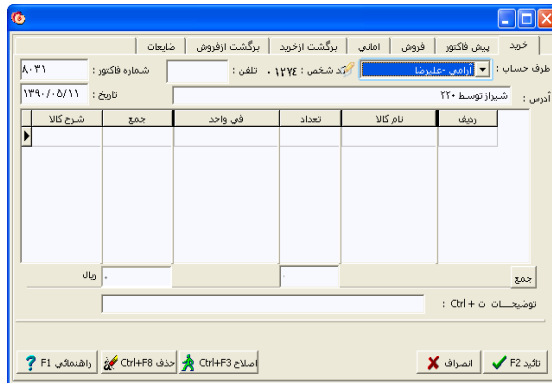 خرید پیش فاکتور فروش امانی برگشت ازخرید برگشت ازفروش ضایعات
طرف حساب : آرامی -علیرضا کد شخص : ۱۲۷۴ ۰ تلفن : شماره فاکتور : ۸۰۳۱
آدرس : شیراز توسط ۲۲۰ تاریخ : ۱۳۹۰/۰۵/۱۱
ردیف نام کالا تعداد في واحد جمع شرح کالا
جمع ۰ ریال
توضیحـــات ت + Ctrl :
تائید F2 انصراف اصلاح Ctrl+F3 حذف Ctrl+F8 راهنمائی F1